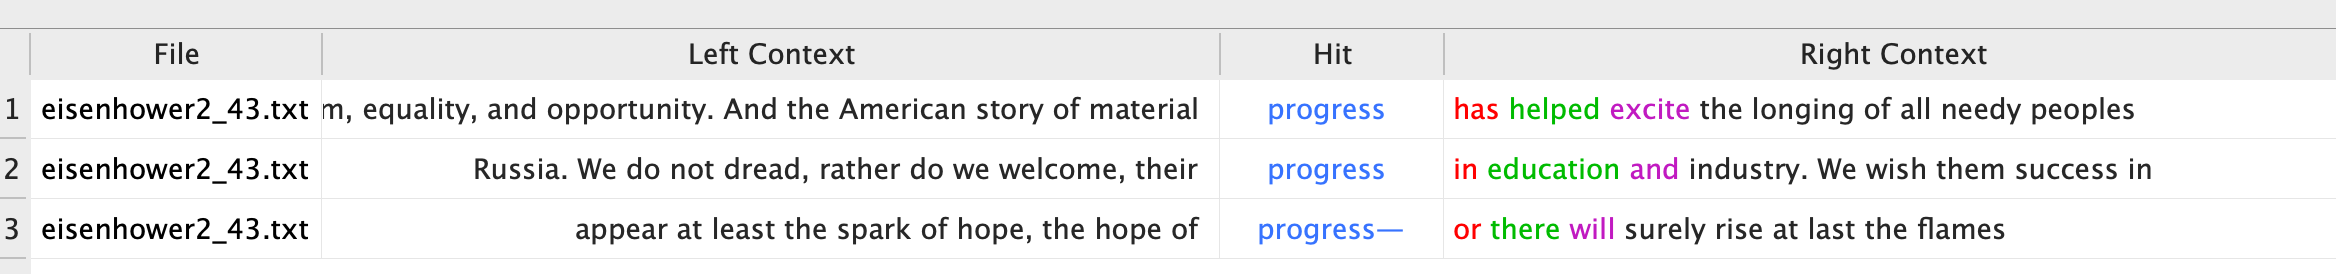 File Left Context Hit Right Context
1 eisenhower2_43.txt m, equality, and opportunity. And the American story of material progress has helped excite the longing of all needy peoples
2 eisenhower2_43.txt Russia. We do not dread, rather do we welcome, their progress in education and industry. We wish them success in
3 eisenhower2_43.txt appear at least the spark of hope, the hope of progress— or there will surely rise at last the flames